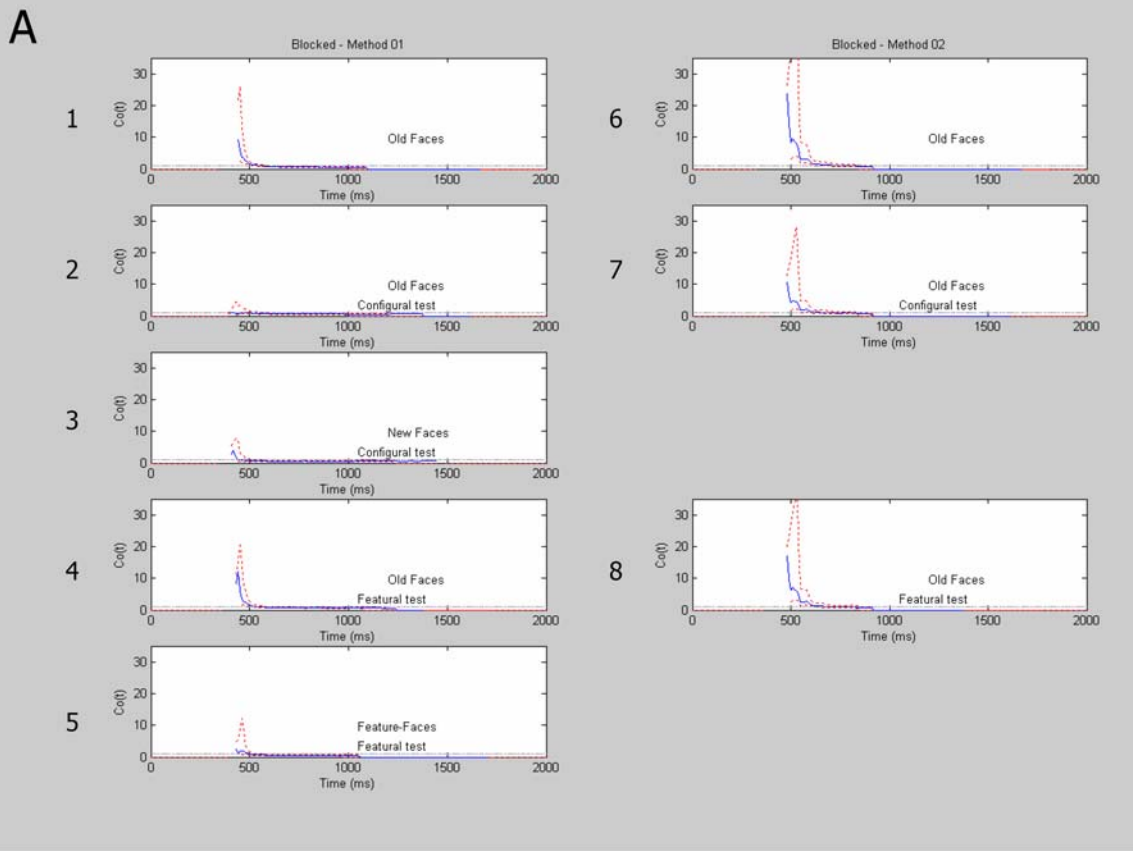 A
Blocked - Method 01
1
Co(t)
30
20
10
0
Old Faces
0 500 1000 1500 2000
Time (ms)
2
Co(t)
30
20
10
0
Old Faces
Configural test
0 500 1000 1500 2000
Time (ms)
3
Co(t)
30
20
10
0
New Faces
Configural test
0 500 1000 1500 2000
Time (ms)
4
Co(t)
30
20
10
0
Old Faces
Featural test
0 500 1000 1500 2000
Time (ms)
5
Co(t)
30
20
10
0
Feature-Faces
Featural test
0 500 1000 1500 2000
Time (ms)
Blocked - Method 02
6
Co(t)
30
20
10
0
Old Faces
0 500 1000 1500 2000
Time (ms)
7
Co(t)
30
20
10
0
Old Faces
Configural test
0 500 1000 1500 2000
Time (ms)
8
Co(t)
30
20
10
0
Old Faces
Featural test
0 500 1000 1500 2000
Time (ms)